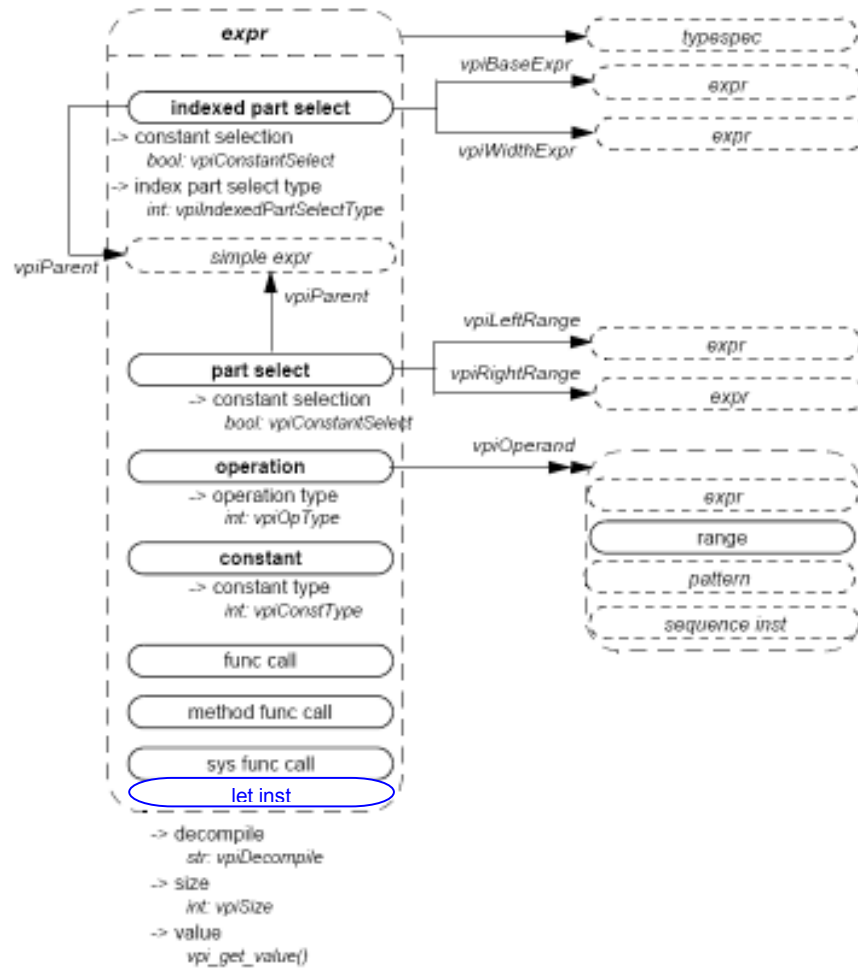 expr
typespec
vpiBaseExpr
expr
indexed part select
-> constant selection
bool: vpiConstantSelect
vpiWidthExpr
expr
-> index part select type
int: vpiIndexedPartSelectType
simple expr
vpiParent
vpiParent
vpiLeftRange
expr
part select
vpiRightRange
expr
-> constant selection
bool: vpiConstantSelect
vpiOperand
operation
-> operation type
int: vpiOpType
expr
range
constant
-> constant type
int: vpiConstType
pattern
sequence inst
func call
method func call
sys func call
let inst
-> decompile
str: vpiDecompile
-> size
int: vpiSize
-> value
vpi_get_value()